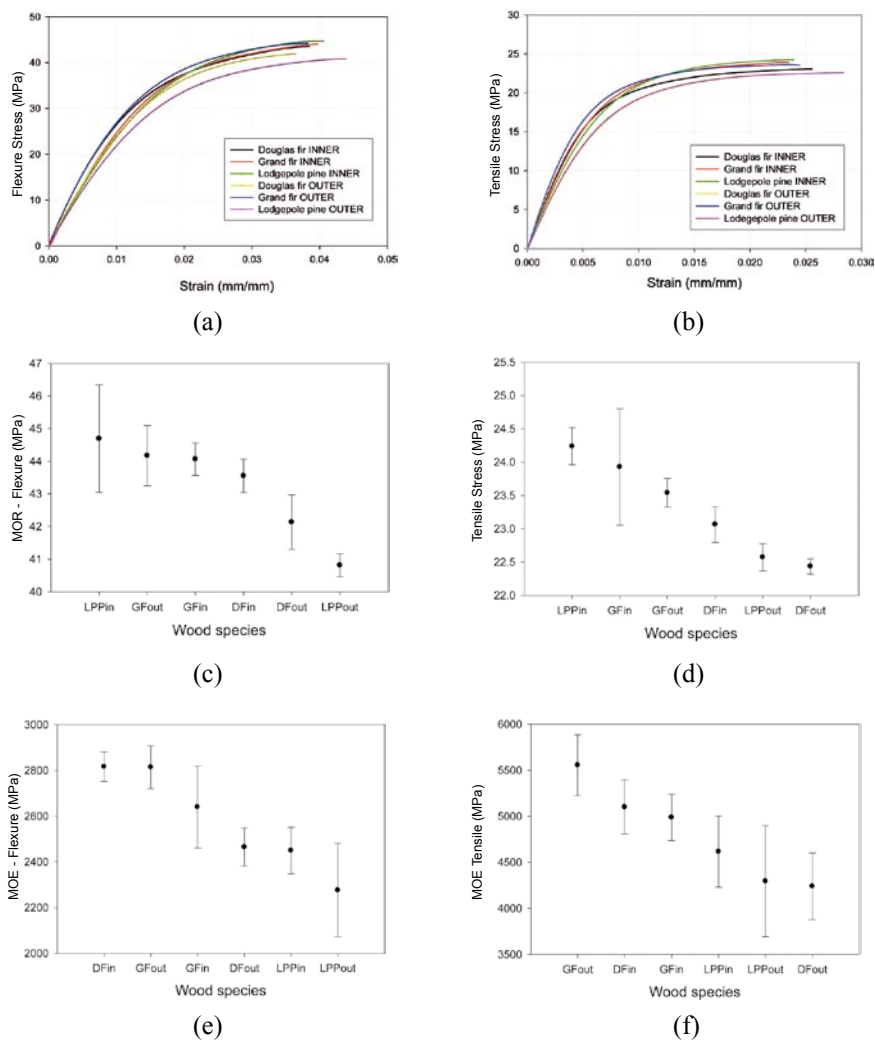 Flexure Stress (MPa)
50
40
30
20
10
0
Douglas fir INNER
Grand fir INNER
Lodgepole pine INNER
Douglas fir OUTER
Grand fir OUTER
Lodgepole pine OUTER
0.00 0.01 0.02 0.03 0.04 0.05
Strain (mm/mm)
(a)
Tensile Stress (MPa)
30
25
20
15
10
5
0
Douglas fir INNER
Grand fir INNER
Lodgepole pine INNER
Douglas fir OUTER
Grand fir OUTER
Lodegepole pine OUTER
0.000 0.005 0.010 0.015 0.020 0.025 0.030
Strain (mm/mm)
(b)
MOR - Flexure (MPa)
47
46
45
44
43
42
41
40
LPPin GFout GFin DFin DFout LPPout
Wood species
(c)
Tensile Stress (MPa)
25.5
25.0
24.5
24.0
23.5
23.0
22.5
22.0
LPPin GFin GFout DFin LPPout DFout
Wood species
(d)
MOE - Flexure (MPa)
3000
2800
2600
2400
2200
2000
DFin GFout GFin DFout LPPin LPPout
Wood species
(e)
MOE Tensile (MPa)
6000
5500
5000
4500
4000
3500
GFout DFin GFin LPPin LPPout DFout
Wood species
(f)